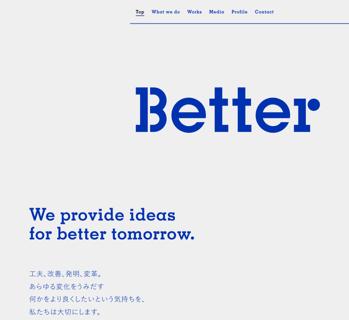 Top What we do Works Media Profile Contact
Better
We provide ideas
for better tomorrow.
工夫、改善、発明、変革。
あらゆる変化をうみだす
何かをより良くしたいという気持ちを、
私たちは大切にします。